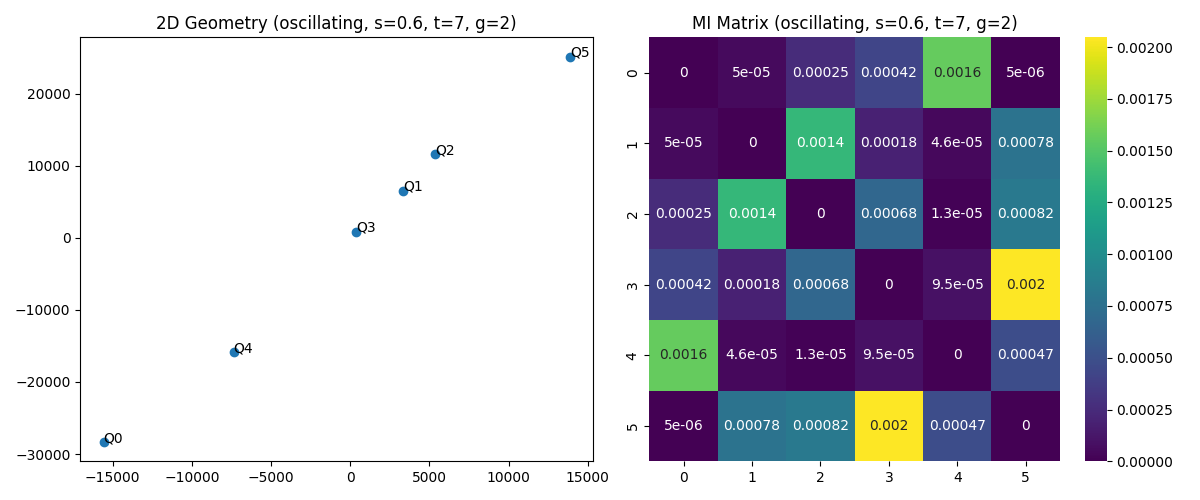 2D Geometry (oscillating, s=0.6, t=7, g=2)
20000
10000
0
−10000
−20000
−30000
−15000 −10000 −5000 0 5000 10000 15000
Q5
Q2
Q1
Q3
Q4
Q0
MI Matrix (oscillating, s=0.6, t=7, g=2)
0 0 5e-05 0.00025 0.00042 0.0016 5e-06
1 5e-05 0 0.0014 0.00018 4.6e-05 0.00078
2 0.00025 0.0014 0 0.00068 1.3e-05 0.00082
3 0.00042 0.00018 0.00068 0 9.5e-05 0.002
4 0.0016 4.6e-05 1.3e-05 9.5e-05 0 0.00047
5 5e-06 0.00078 0.00082 0.002 0.00047 0
0 1 2 3 4 5
0.00200
0.00175
0.00150
0.00125
0.00100
0.00075
0.00050
0.00025
0.00000